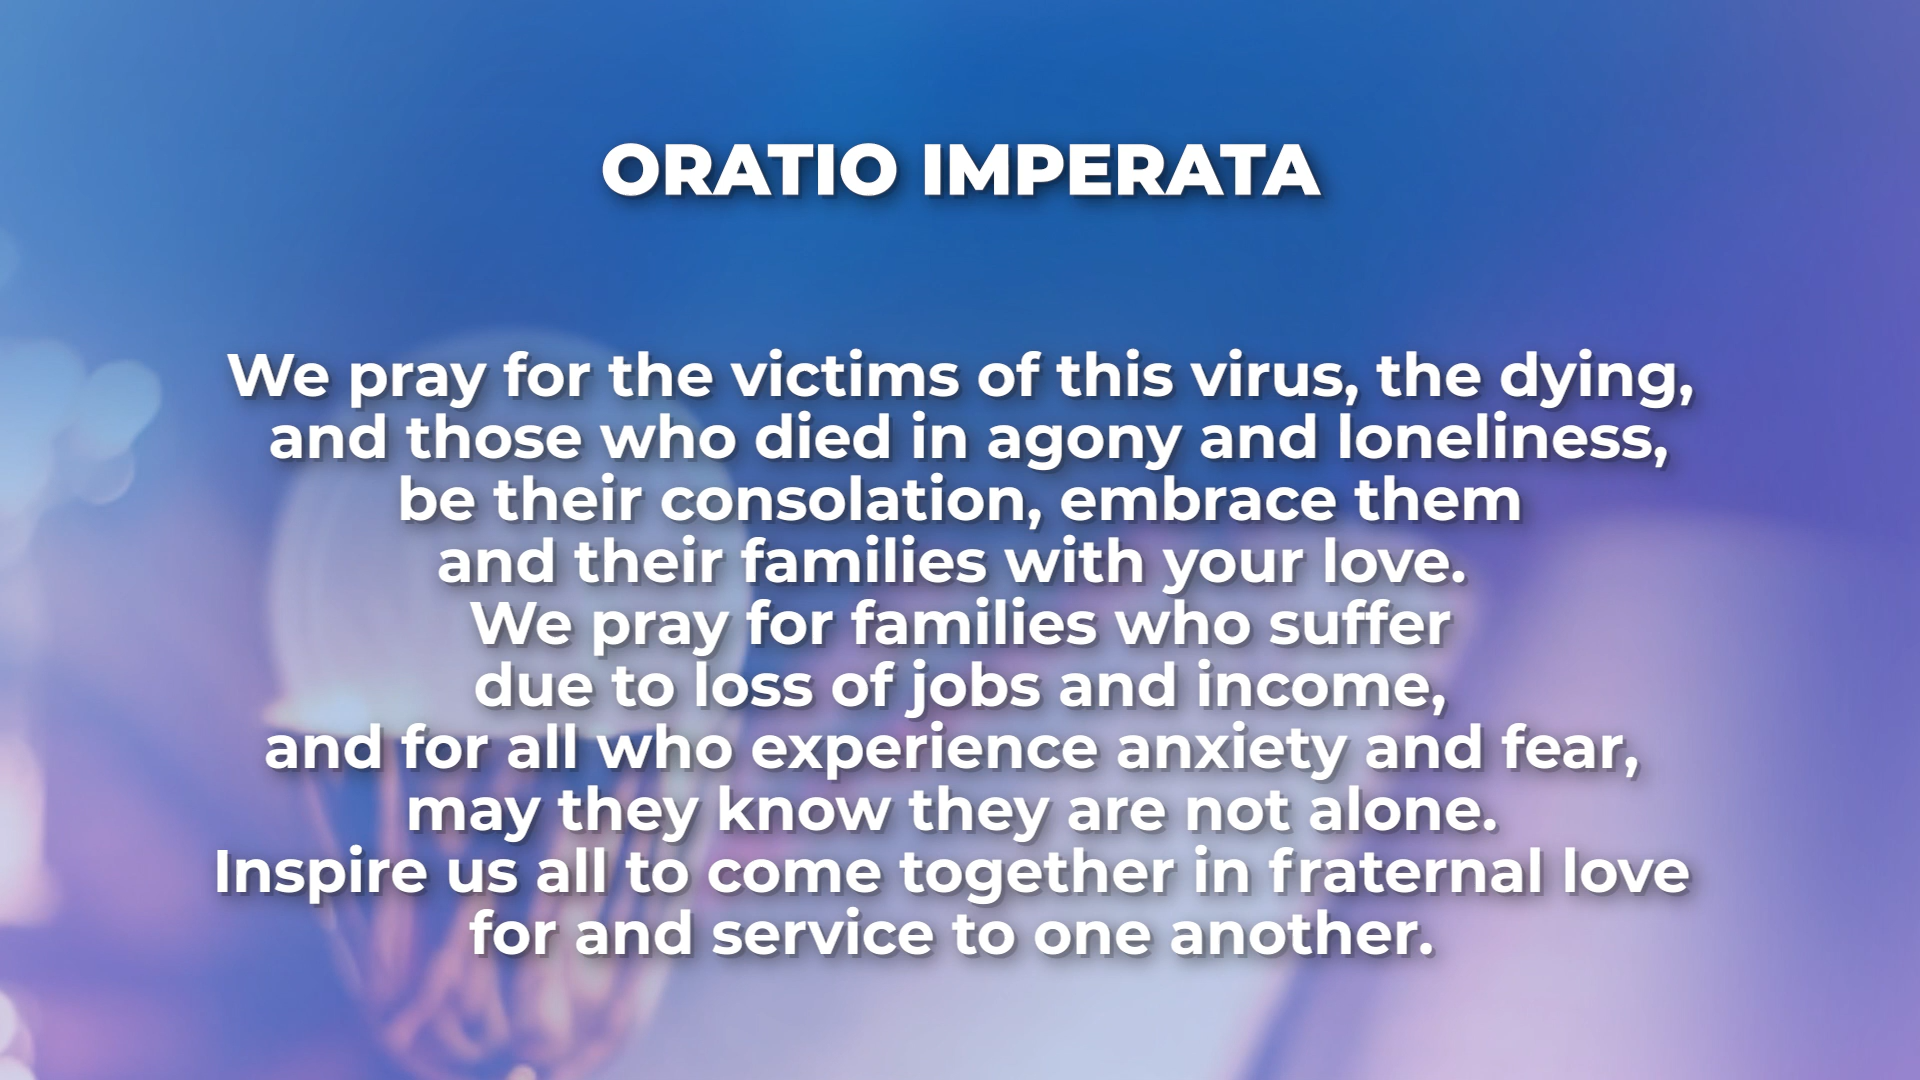 ORATIO IMPERATA
We pray for the victims of this virus, the dying,
and those who died in agony and loneliness,
be their consolation, embrace them
and their families with your love.
We pray for families who suffer
due to loss of jobs and income,
and for all who experience anxiety and fear,
may they know they are not alone.
Inspire us all to come together in fraternal love
for and service to one another.